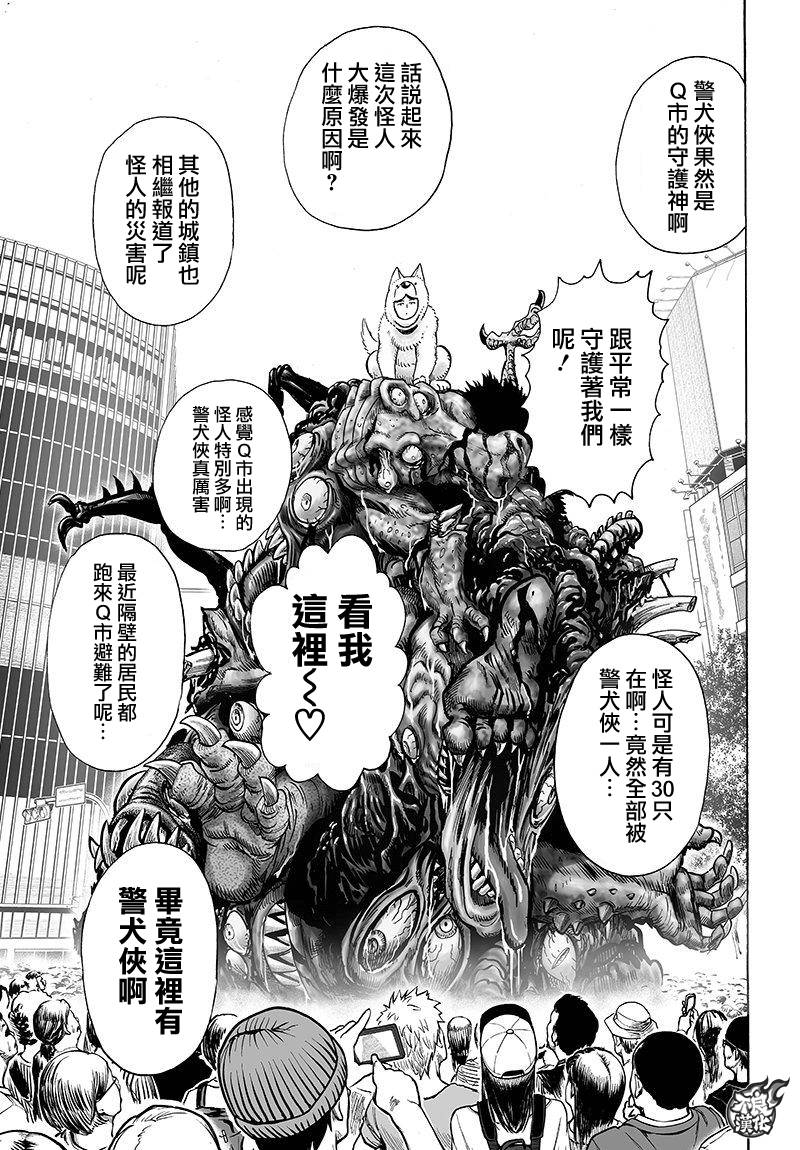 警犬俠果然是
Q市的守護神啊
話說起來
這次怪人
大爆發是
什麼原因啊?
其他的城鎮也
相繼報道了
怪人的災害呢
跟平常一樣
守護著我們
呢!
感覺Q市出現的
怪人特別多啊…
警犬俠真厲害
看我
這裡~♡
最近隔壁的居民都
跑來Q市避難了呢…
怪人可是有30只
在啊…竟然全部被
警犬俠一人…
畢竟這裡有
警犬俠啊
漢化